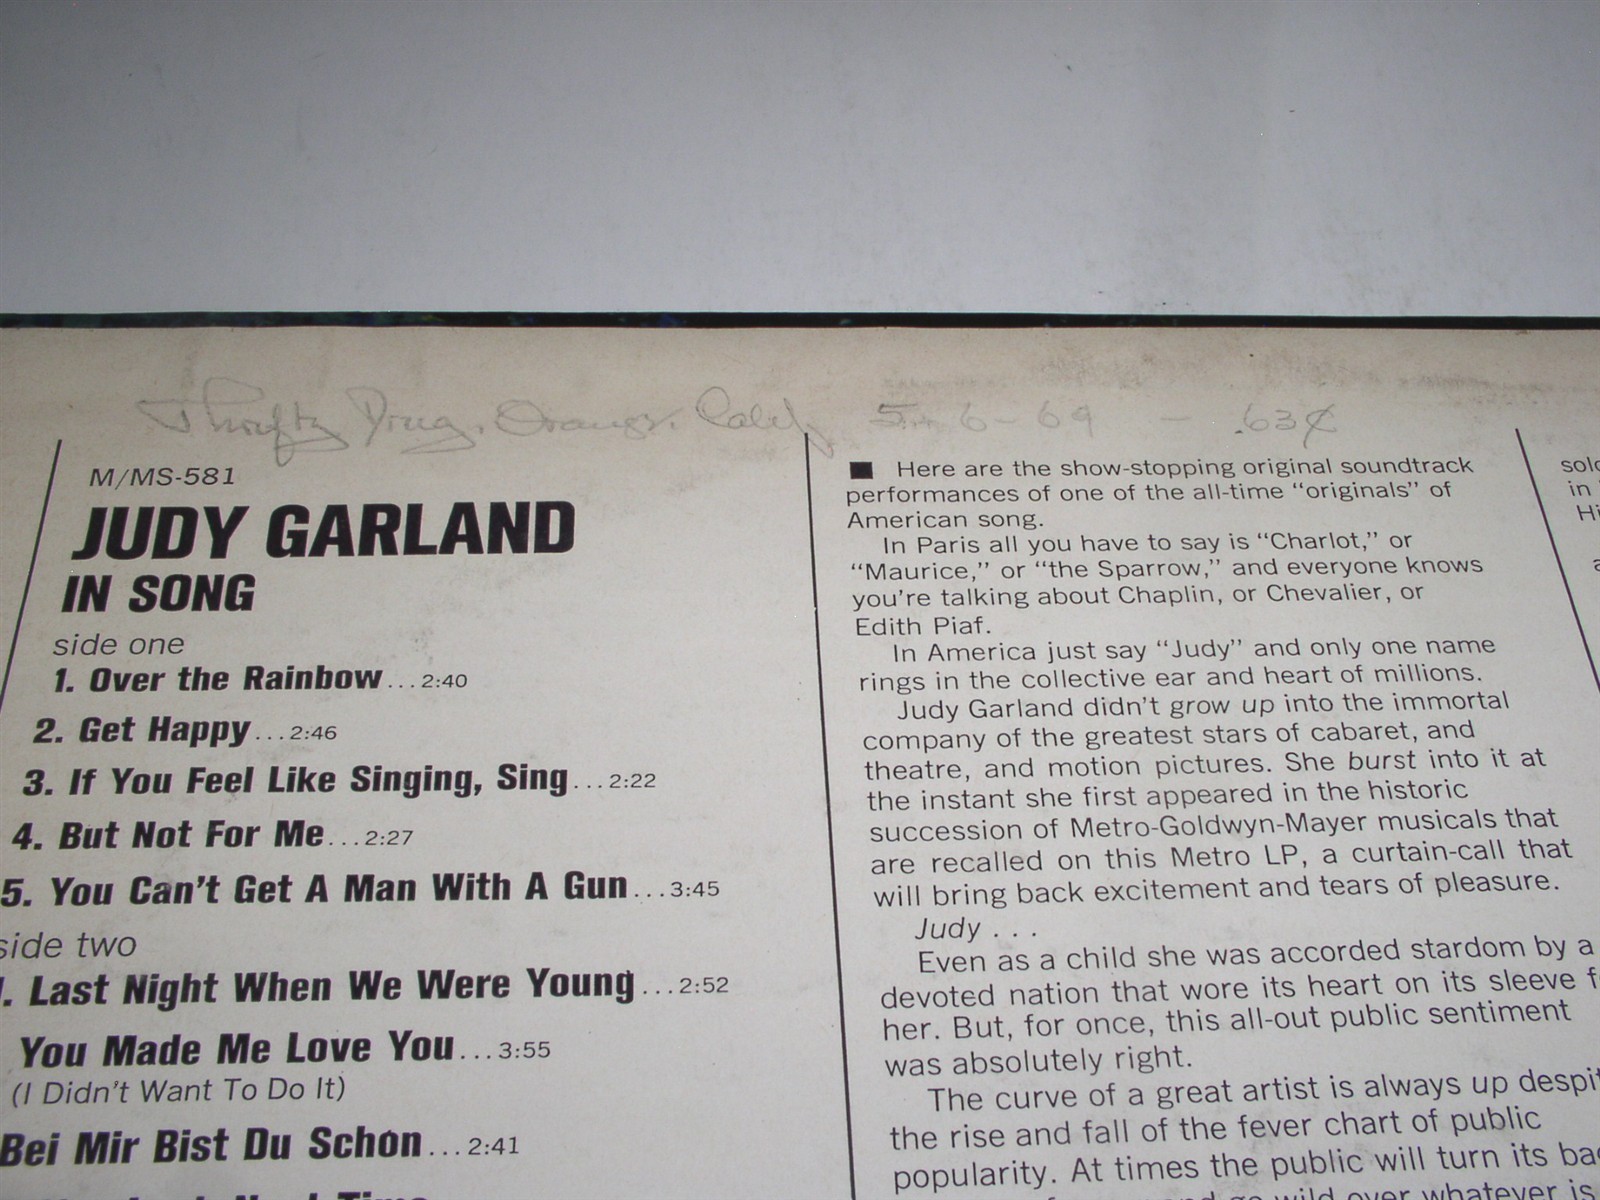 Thrifty Drug, Orange, Calif 5-6-69 - .63¢
M/MS-581
JUDY GARLAND
IN SONG
side one
1. Over the Rainbow...2:40
2. Get Happy...2:46
3. If You Feel Like Singing, Sing...2:22
4. But Not For Me...2:27
5. You Can't Get A Man With A Gun...3:45
side two
. Last Night When We Were Young...2:52
You Made Me Love You...3:55
(I Didn't Want To Do It)
Bei Mir Bist Du Schon...2:41
■ Here are the show-stopping original soundtrack
performances of one of the all-time "originals" of
American song.
In Paris all you have to say is "Charlot," or
"Maurice," or "the Sparrow," and everyone knows
you're talking about Chaplin, or Chevalier, or
Edith Piaf.
In America just say "Judy" and only one name
rings in the collective ear and heart of millions.
Judy Garland didn't grow up into the immortal
company of the greatest stars of cabaret, and
theatre, and motion pictures. She burst into it at
the instant she first appeared in the historic
succession of Metro-Goldwyn-Mayer musicals that
are recalled on this Metro LP, a curtain-call that
will bring back excitement and tears of pleasure.
Judy . . .
Even as a child she was accorded stardom by a
devoted nation that wore its heart on its sleeve f
her. But, for once, this all-out public sentiment
was absolutely right.
The curve of a great artist is always up despi
the rise and fall of the fever chart of public
popularity. At times the public will turn its ba
go wild over whatever is
in
Hi